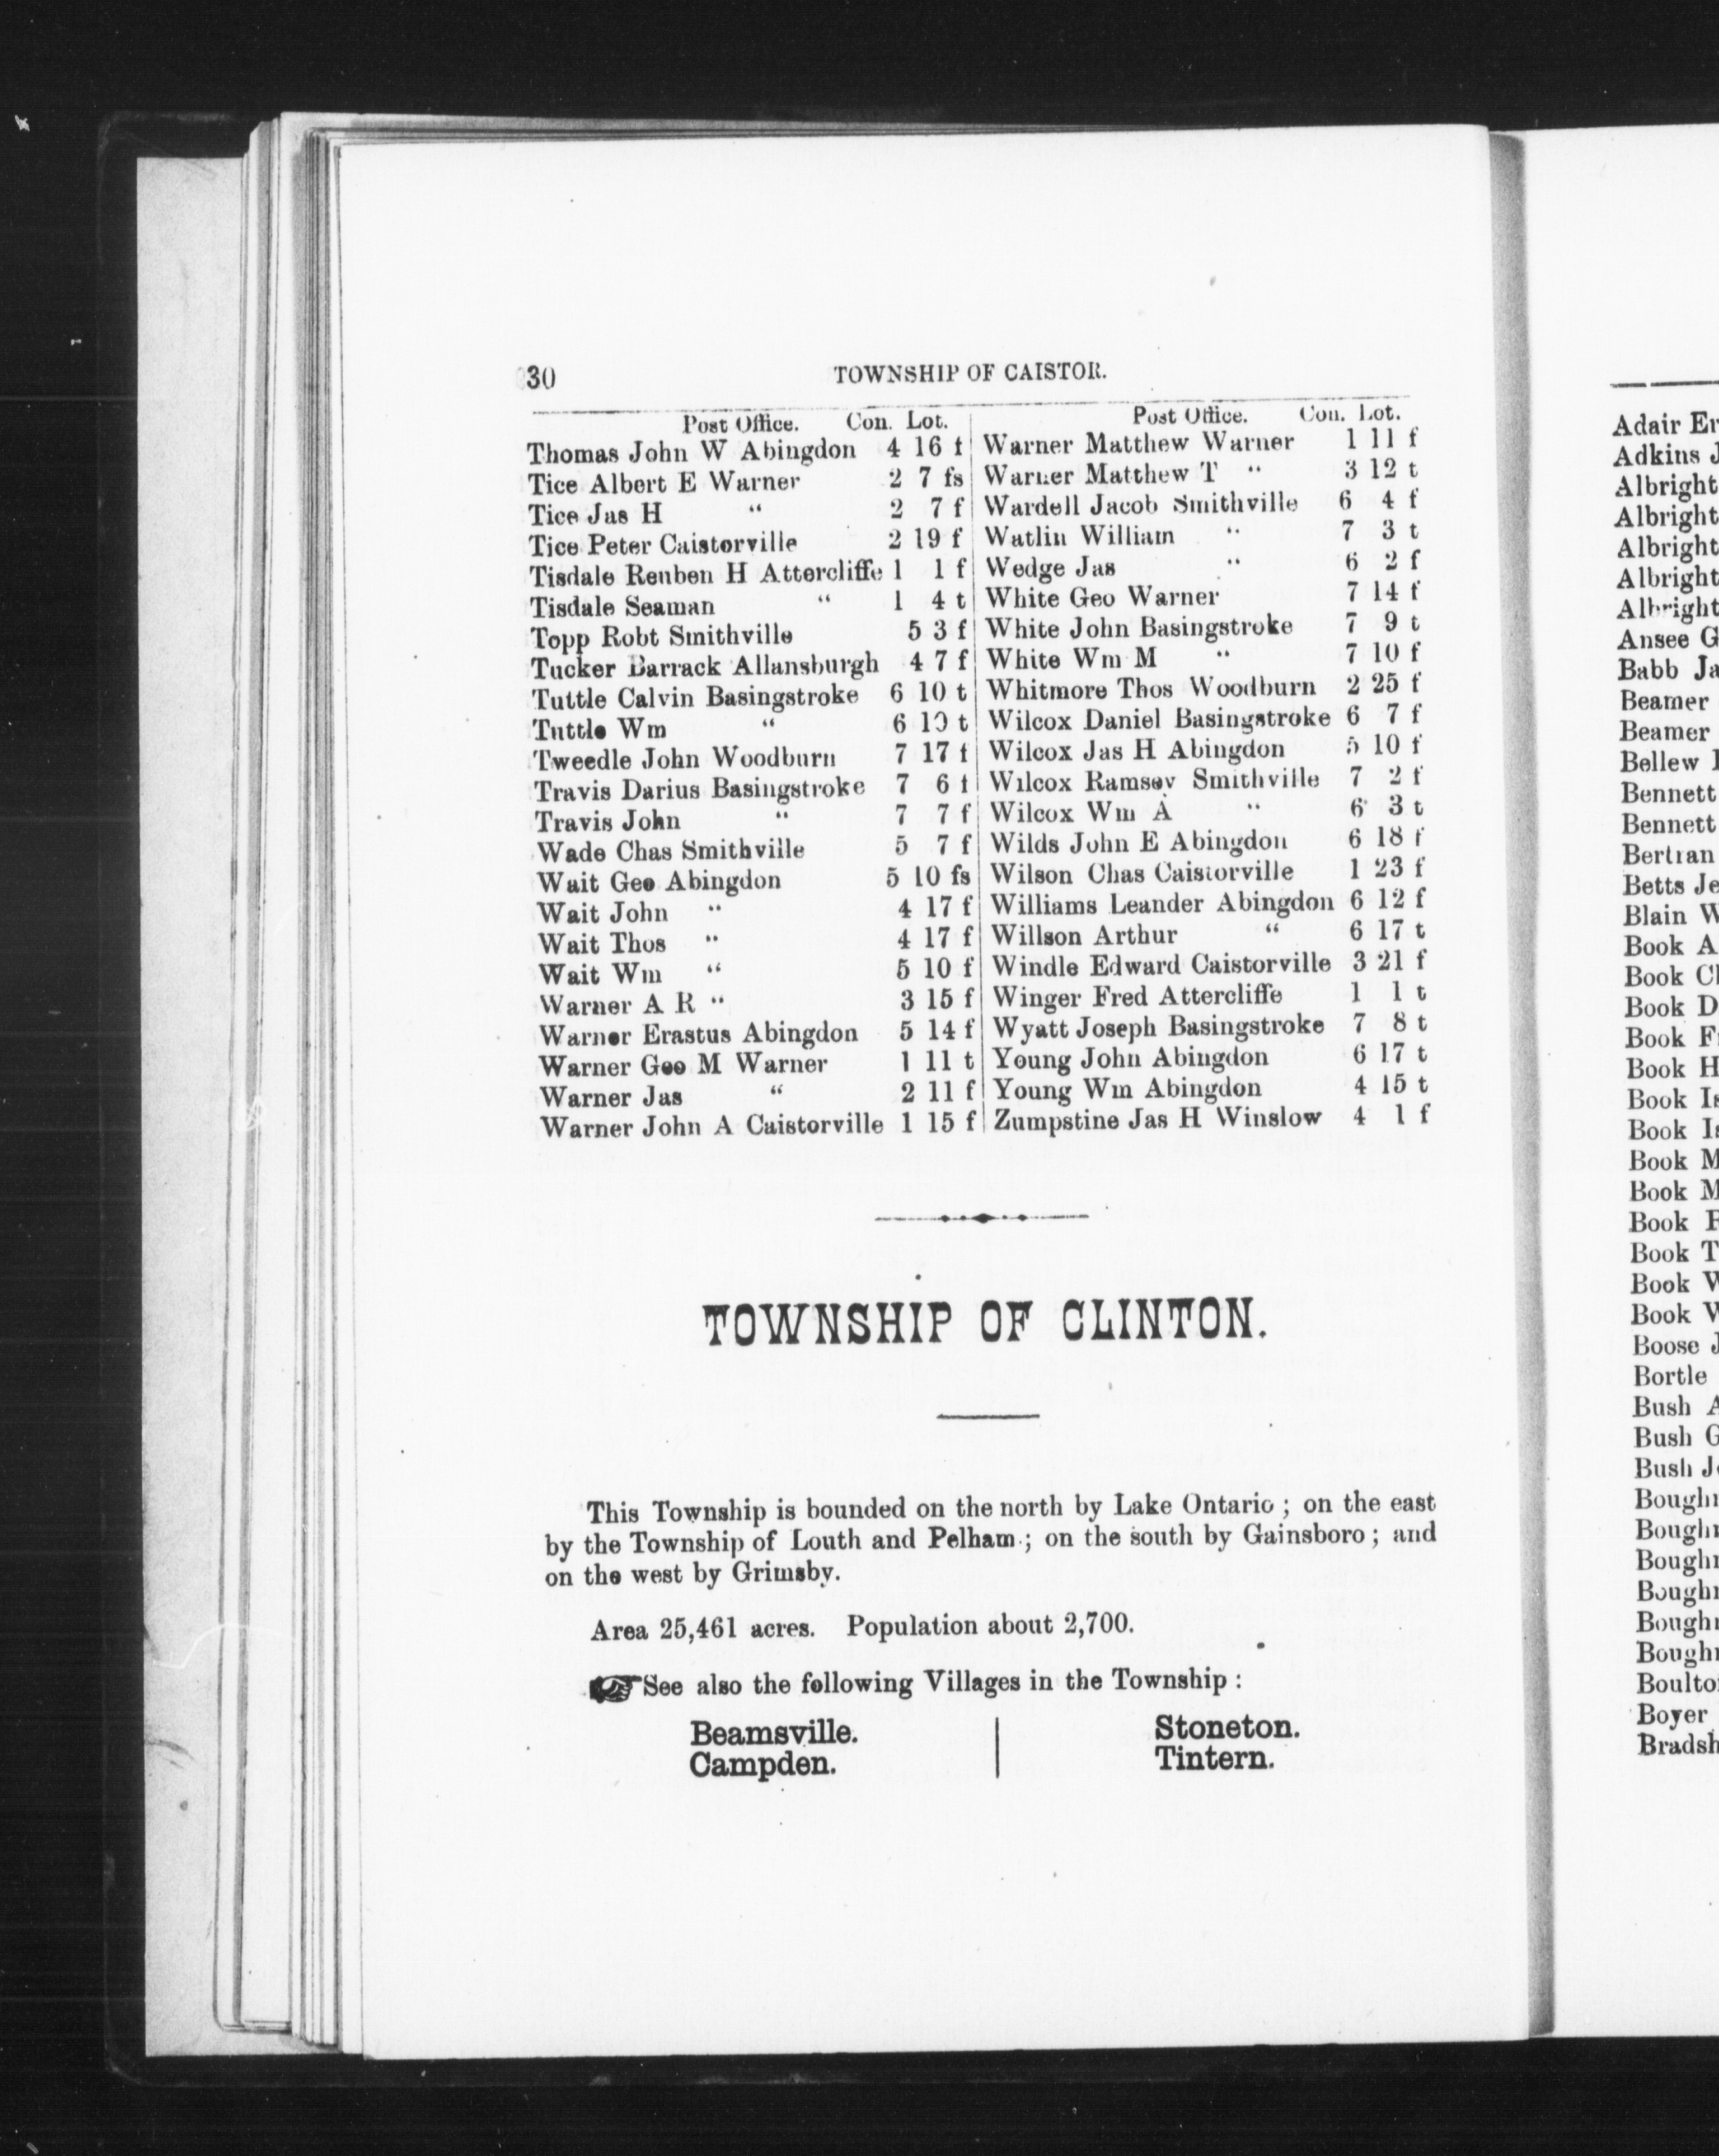 30
TOWNSHIP OF CAISTOR.
Post Office. Con. Lot.
Thomas John W Abingdon 4 16 f
Tice Albert E Warner 2 7 fs
Tice Jas H " 2 7 f
Tice Peter Caistorville 2 19 f
Tisdale Reuben H Attercliffe 1 1 f
Tisdale Seaman " 1 4 t
Topp Robt Smithville 5 3 f
Tucker Barrack Allansburgh 4 7 f
Tuttle Calvin Basingstroke 6 10 t
Tuttle Wm " 6 10 t
Tweedle John Woodburn 7 17 f
Travis Darius Basingstroke 7 6 t
Travis John " 7 7 f
Wade Chas Smithville 5 7 f
Wait Geo Abingdon 5 10 fs
Wait John " 4 17 f
Wait Thos " 4 17 f
Wait Wm " 5 10 f
Warner A R " 3 15 f
Warner Erastus Abingdon 5 14 f
Warner Geo M Warner 1 11 t
Warner Jas " 2 11 f
Warner John A Caistorville 1 15 f
Post Office. Con. Lot.
Warner Matthew Warner 1 11 f
Warner Matthew T " 3 12 t
Wardell Jacob Smithville 6 4 f
Watlin William " 7 3 t
Wedge Jas " 6 2 f
White Geo Warner 7 14 f
White John Basingstroke 7 9 t
White Wm M " 7 10 f
Whitmore Thos Woodburn 2 25 f
Wilcox Daniel Basingstroke 6 7 f
Wilcox Jas H Abingdon 5 10 f
Wilcox Ramsey Smithville 7 2 f
Wilcox Wm A " 6 3 t
Wilds John E Abingdon 6 18 f
Wilson Chas Caistorville 1 23 f
Williams Leander Abingdon 6 12 f
Willson Arthur " 6 17 t
Windle Edward Caistorville 3 21 f
Winger Fred Attercliffe 1 1 t
Wyatt Joseph Basingstroke 7 8 t
Young John Abingdon 6 17 t
Young Wm Abingdon 4 15 t
Zumpstine Jas H Winslow 4 1 f
TOWNSHIP OF CLINTON.
This Township is bounded on the north by Lake Ontario ; on the east
by the Township of Louth and Pelham ; on the south by Gainsboro ; and
on the west by Grimsby.
Area 25,461 acres. Population about 2,700.
See also the following Villages in the Township :
Beamsville.
Campden.
Stoneton.
Tintern.
Adair
Adkins
Albright
Albright
Albright
Albright
Albright
Ansee
Babb
Beamer
Beamer
Bellew
Bennett
Bennett
Bertran
Betts
Blain
Book
Book
Book
Book
Book
Book
Book
Book
Book
Book
Book
Book
Book
Boose
Bortle
Bush
Bush
Bush
Boyer